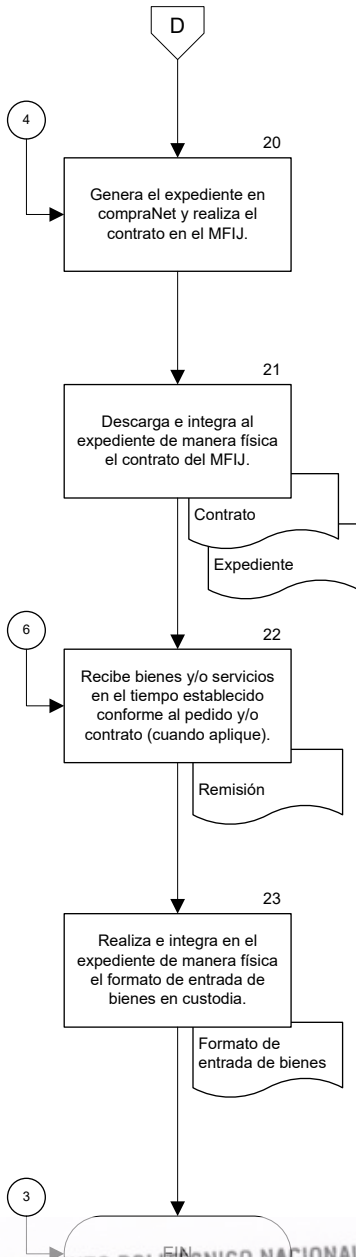 D
4
20
Genera el expediente en
compraNet y realiza el
contrato en el MFIJ.
21
Descarga e integra al
expediente de manera física
el contrato del MFIJ.
Contrato
Expediente
6
22
Recibe bienes y/o servicios
en el tiempo establecido
conforme al pedido y/o
contrato (cuando aplique).
Remisión
23
Realiza e integra en el
expediente de manera física
el formato de entrada de
bienes en custodia.
Formato de
entrada de bienes
3
FIN
NACIONAL